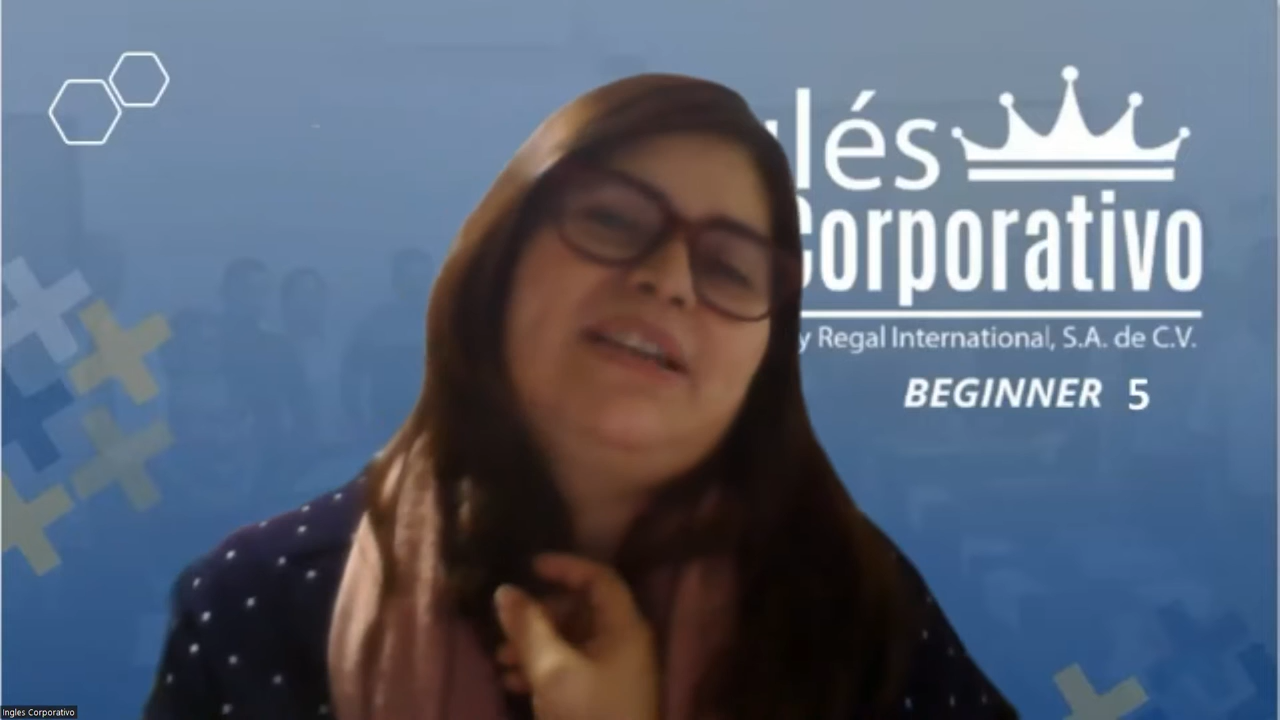 lés
Corporativo
y Regal International, S.A. de C.V.
BEGINNER 5
Ingles Corporativo